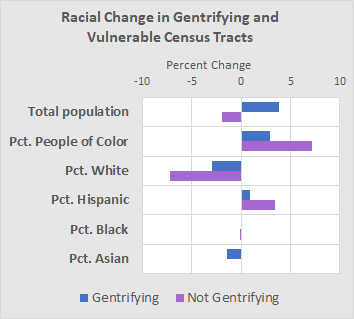 Racial Change in Gentrifying and
Vulnerable Census Tracts
Percent Change
-10 -5 0 5 10
Total population
Pct. People of Color
Pct. White
Pct. Hispanic
Pct. Black
Pct. Asian
Gentrifying Not Gentrifying